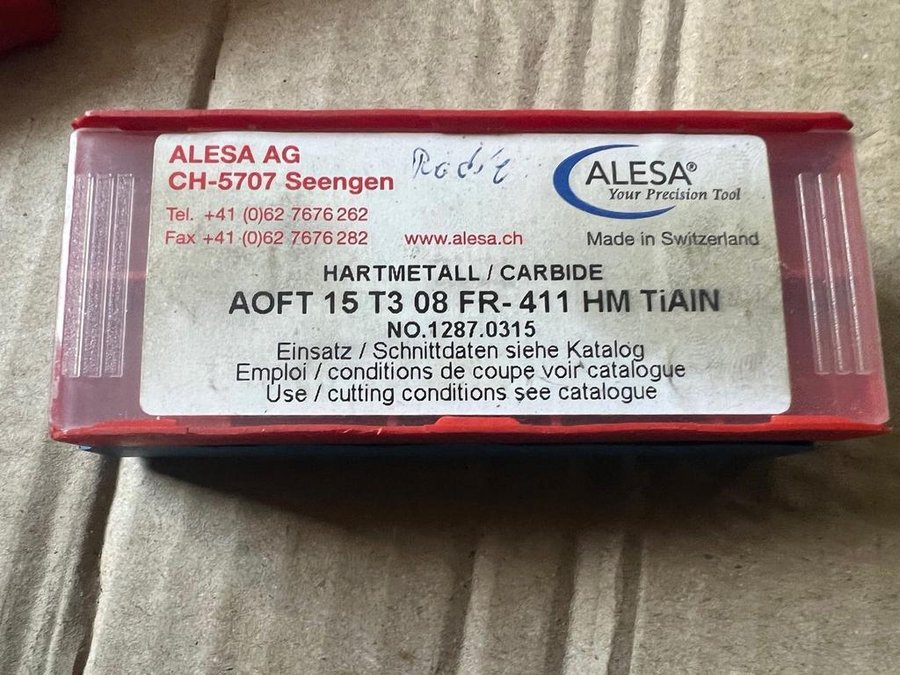 ALESA AG
CH-5707 Seengen
Tel. +41 (0)62 7676 262
Fax +41 (0)62 7676 282
www.alesa.ch
ALESA®
Your Precision Tool
Made in Switzerland
HARTMETALL / CARBIDE
AOFT 15 T3 08 FR- 411 HM TiAlN
NO.1287.0315
Einsatz / Schnittdaten siehe Katalog
Emploi / conditions de coupe voir catalogue
Use / cutting conditions see catalogue